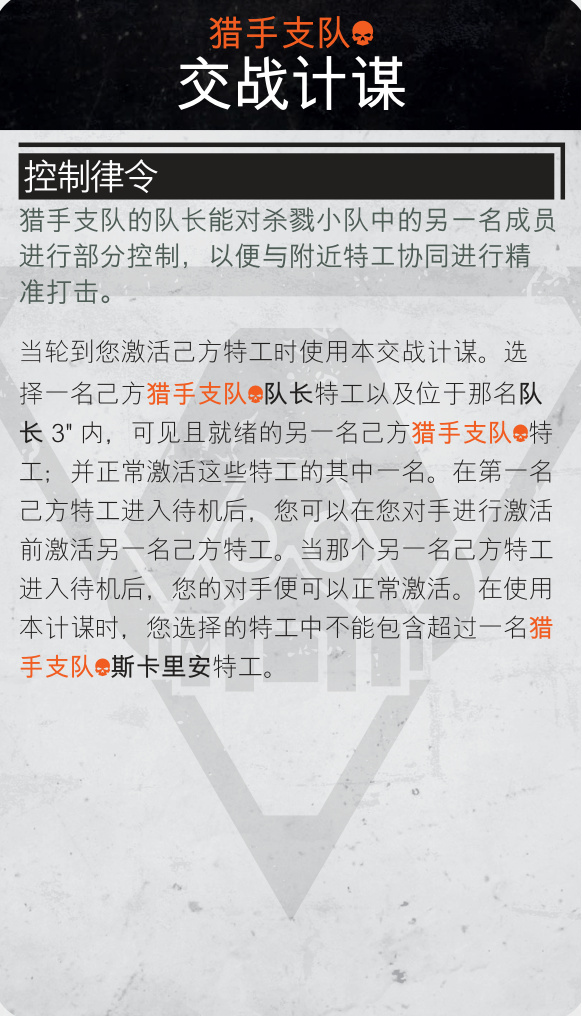 猎手支队
交战计谋
控制律令
猎手支队的队长能对杀戮小队中的另一名成员
进行部分控制，以便与附近特工协同进行精
准打击。
当轮到您激活己方特工时使用本交战计谋。选
择一名己方猎手支队队长特工以及位于那名队
长 3" 内，可见且就绪的另一名己方猎手支队特
工；并正常激活这些特工的其中一名。在第一名
己方特工进入待机后，您可以在您对手进行激活
前激活另一名己方特工。当那个另一名己方特工
进入待机后，您的对手便可以正常激活。在使用
本计谋时，您选择的特工中不能包含超过一名猎
手支队斯卡里安特工。